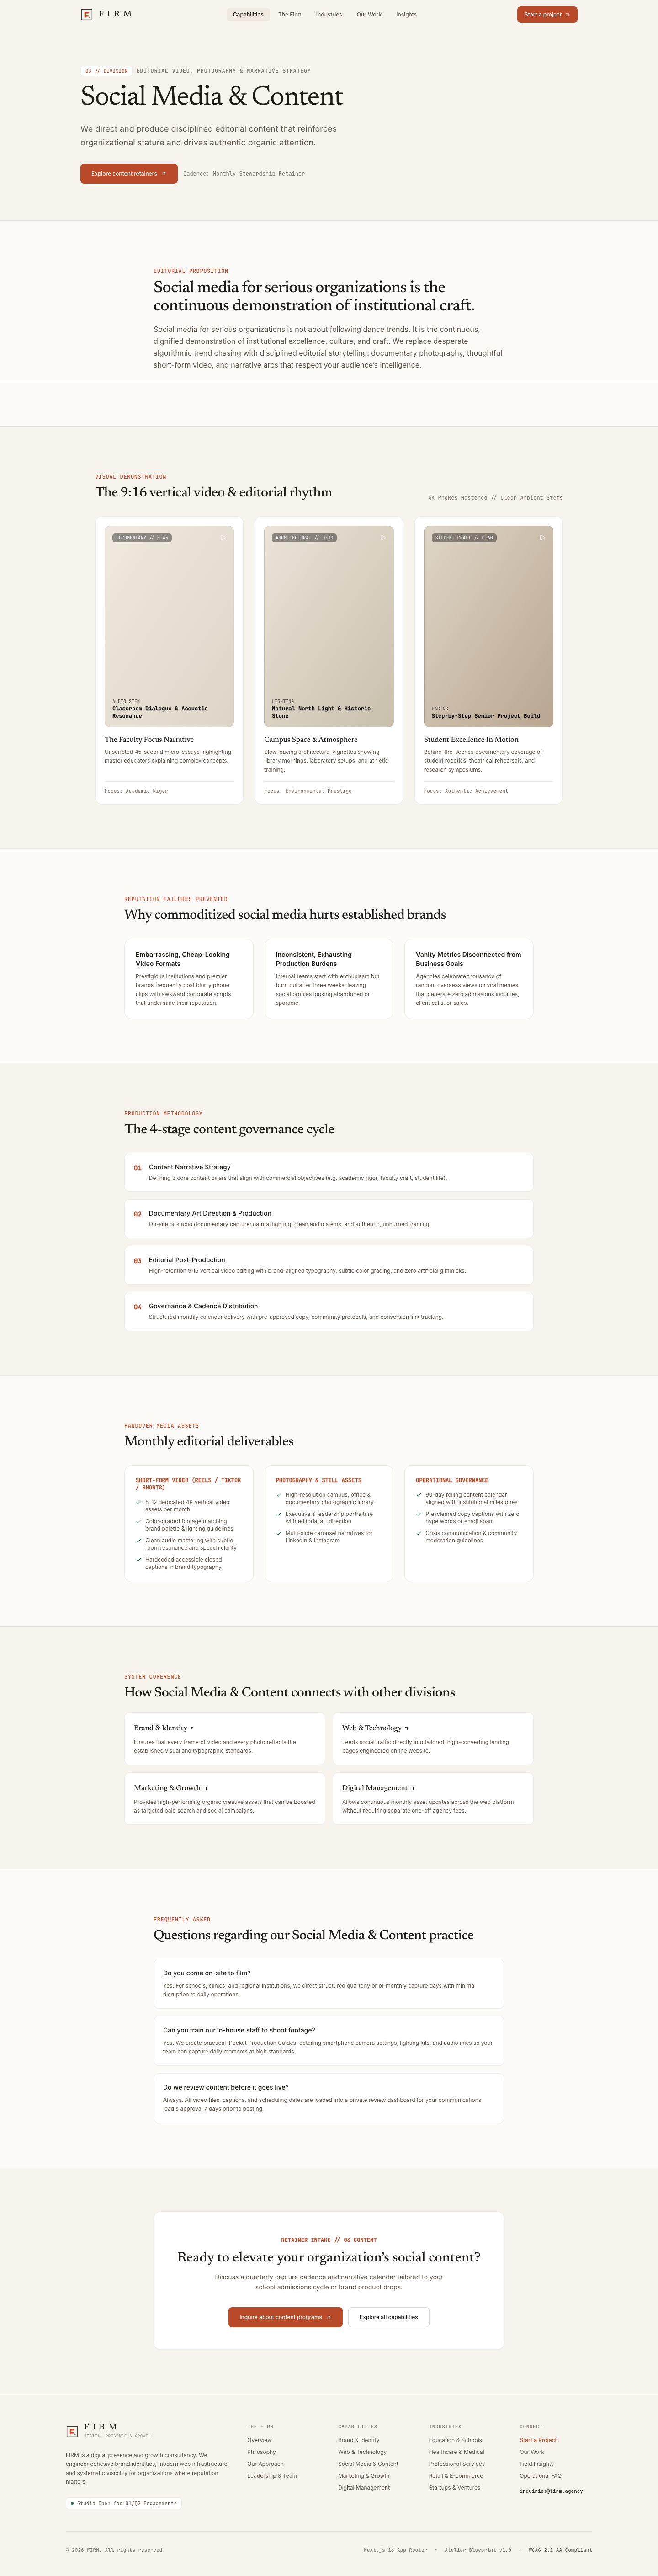 FIRM
Capabilities
The Firm
Industries
Our Work
Insights
Start a project
03 // DIVISION
EDITORIAL VIDEO, PHOTOGRAPHY & NARRATIVE STRATEGY
Social Media & Content
We direct and produce disciplined editorial content that reinforces
organizational stature and drives authentic organic attention.
Explore content retainers
Cadence: Monthly Stewardship Retainer
EDITORIAL PROPOSITION
Social media for serious organizations is the
continuous demonstration of institutional craft.
Social media for serious organizations is not about following dance trends. It is the continuous,
dignified demonstration of institutional excellence, culture, and craft. We replace desperate
algorithmic trend chasing with disciplined editorial storytelling: documentary photography, thoughtful
short-form video, and narrative arcs that respect your audience's intelligence.
VISUAL DEMONSTRATION
The 9:16 vertical video & editorial rhythm
4K ProRes Mastered // Clean Ambient Stems
DOCUMENTARY // 0:45
AUDIO STEM
Classroom Dialogue & Acoustic
Resonance
The Faculty Focus Narrative
Unscripted 45-second micro-essays highlighting
master educators explaining complex concepts.
Focus: Academic Rigor
ARCHITECTURAL // 0:30
LIGHTING
Natural North Light & Historic
Stone
Campus Space & Atmosphere
Slow-pacing architectural vignettes showing
library mornings, laboratory setups, and athletic
training.
Focus: Environmental Prestige
STUDENT CRAFT // 0:60
PACING
Step-by-Step Senior Project Build
Student Excellence In Motion
Behind-the-scenes documentary coverage of
student robotics, theatrical rehearsals, and
research symposiums.
Focus: Authentic Achievement
REPUTATION FAILURES PREVENTED
Why commoditized social media hurts established brands
Embarrassing, Cheap-Looking
Video Formats
Prestigious institutions and premier
brands frequently post blurry phone
clips with awkward corporate scripts
that undermine their reputation.
Inconsistent, Exhausting
Production Burdens
Internal teams start with enthusiasm but
burn out after three weeks, leaving
social profiles looking abandoned or
sporadic.
Vanity Metrics Disconnected from
Business Goals
Agencies celebrate thousands of
random overseas views on viral memes
that generate zero admissions inquiries,
client calls, or sales.
PRODUCTION METHODOLOGY
The 4-stage content governance cycle
01
Content Narrative Strategy
Defining 3 core content pillars that align with commercial objectives (e.g. academic rigor, faculty craft, student life).
02
Documentary Art Direction & Production
On-site or studio documentary capture: natural lighting, clean audio stems, and authentic, unhurried framing.
03
Editorial Post-Production
High-retention 9:16 vertical video editing with brand-aligned typography, subtle color grading, and zero artificial gimmicks.
04
Governance & Cadence Distribution
Structured monthly calendar delivery with pre-approved copy, community protocols, and conversion link tracking.
HANDOVER MEDIA ASSETS
Monthly editorial deliverables
SHORT-FORM VIDEO (REELS / TIKTOK
/ SHORTS)
8–12 dedicated 4K vertical video
assets per month
Color-graded footage matching
brand palette & lighting guidelines
Clean audio mastering with subtle
room resonance and speech clarity
Hardcoded accessible closed
captions in brand typography
PHOTOGRAPHY & STILL ASSETS
High-resolution campus, office &
documentary photographic library
Executive & leadership portraiture
with editorial art direction
Multi-slide carousel narratives for
LinkedIn & Instagram
OPERATIONAL GOVERNANCE
90-day rolling content calendar
aligned with institutional milestones
Pre-cleared copy captions with zero
hype words or emoji spam
Crisis communication & community
moderation guidelines
SYSTEM COHERENCE
How Social Media & Content connects with other divisions
Brand & Identity
Ensures that every frame of video and every photo reflects the
established visual and typographic standards.
Web & Technology
Feeds social traffic directly into tailored, high-converting landing
pages engineered on the website.
Marketing & Growth
Provides high-performing organic creative assets that can be boosted
as targeted paid search and social campaigns.
Digital Management
Allows continuous monthly asset updates across the web platform
without requiring separate one-off agency fees.
FREQUENTLY ASKED
Questions regarding our Social Media & Content practice
Do you come on-site to film?
Yes. For schools, clinics, and regional institutions, we direct structured quarterly or bi-monthly capture days with minimal
disruption to daily operations.
Can you train our in-house staff to shoot footage?
Yes. We create practical 'Pocket Production Guides' detailing smartphone camera settings, lighting kits, and audio mics so your
team can capture daily moments at high standards.
Do we review content before it goes live?
Always. All video files, captions, and scheduling dates are loaded into a private review dashboard for your communications
lead's approval 7 days prior to posting.
RETAINER INTAKE // 03 CONTENT
Ready to elevate your organization's social content?
Discuss a quarterly capture cadence and narrative calendar tailored to your
school admissions cycle or brand product drops.
Inquire about content programs
Explore all capabilities
FIRM
DIGITAL PRESENCE & GROWTH
FIRM is a digital presence and growth consultancy. We
engineer cohesive brand identities, modern web infrastructure,
and systematic visibility for organizations where reputation
matters.
Studio Open for Q1/Q2 Engagements
THE FIRM
Overview
Philosophy
Our Approach
Leadership & Team
CAPABILITIES
Brand & Identity
Web & Technology
Social Media & Content
Marketing & Growth
Digital Management
INDUSTRIES
Education & Schools
Healthcare & Medical
Professional Services
Retail & E-commerce
Startups & Ventures
CONNECT
Start a Project
Our Work
Field Insights
Operational FAQ
inquiries@firm.agency
© 2026 FIRM. All rights reserved.
Next.js 16 App Router • Atelier Blueprint v1.0 • WCAG 2.1 AA Compliant